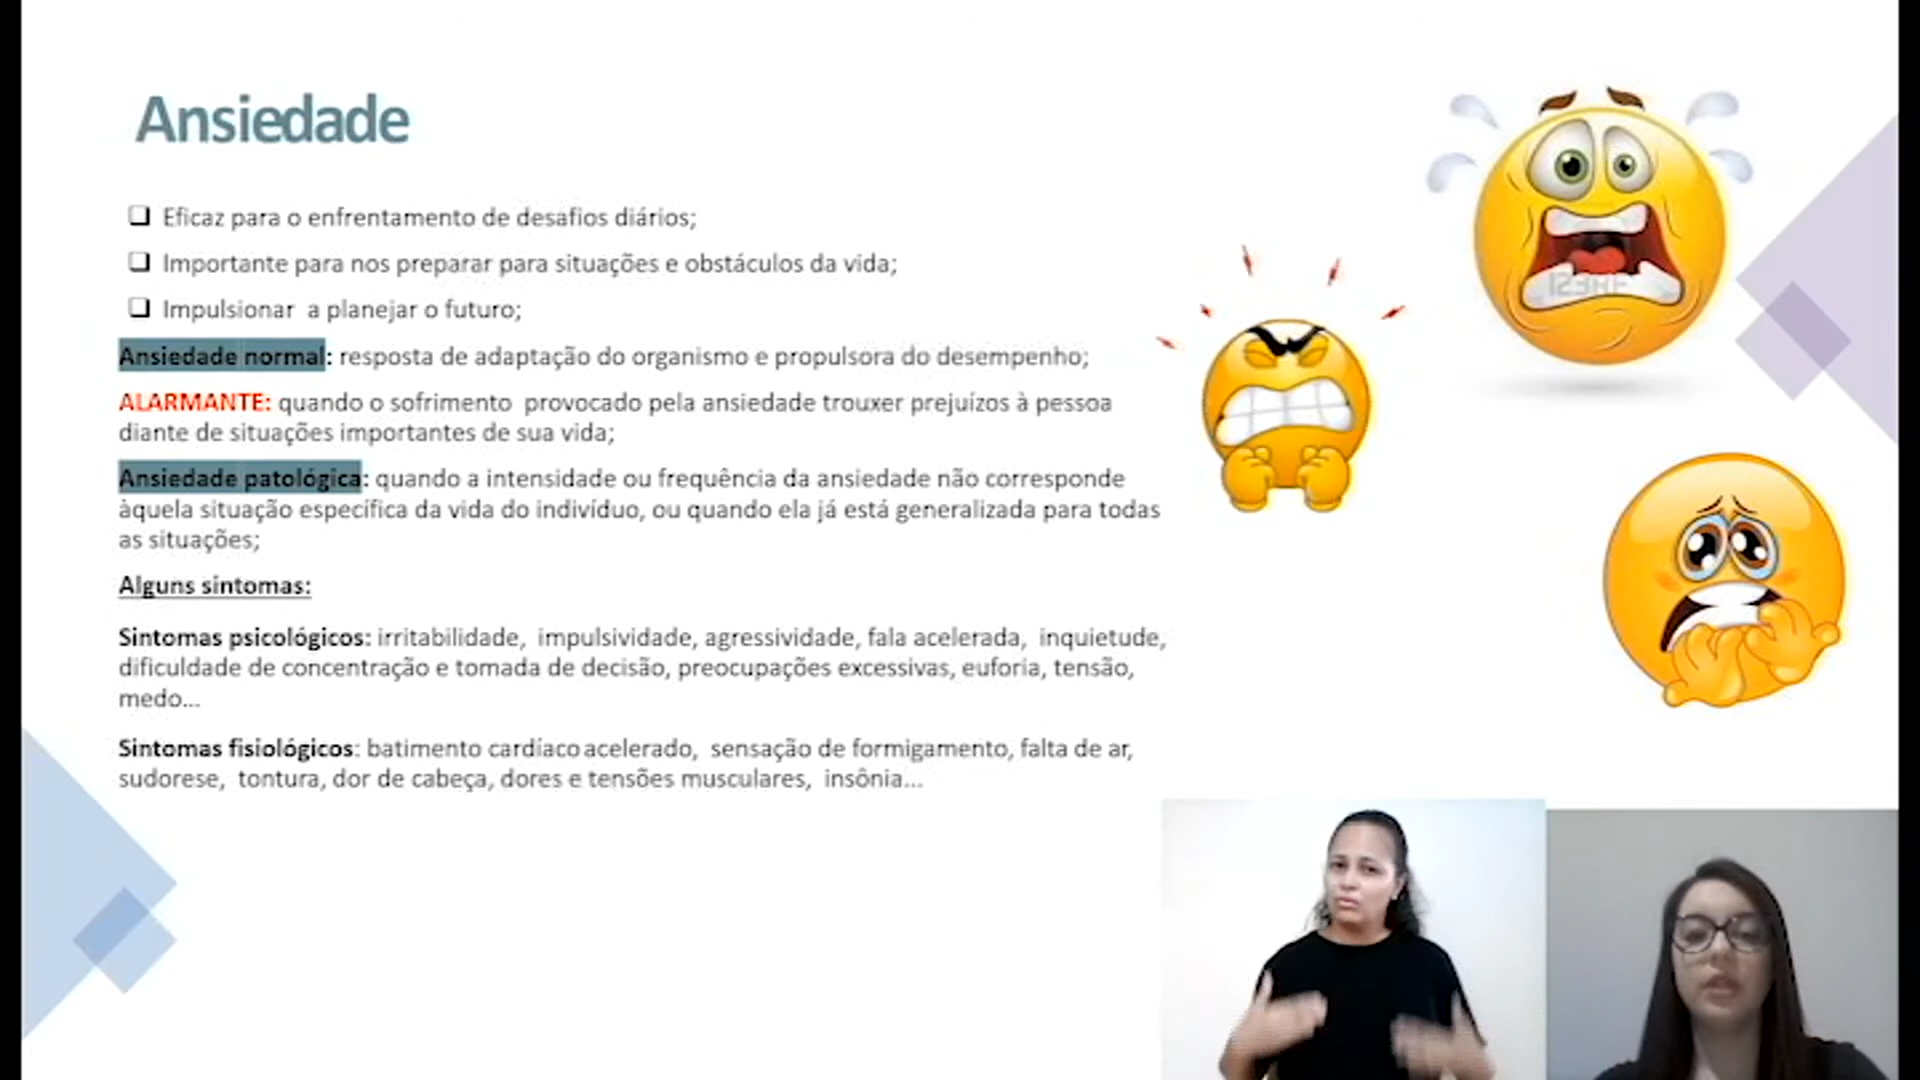 Ansiedade
❑ Eficaz para o enfrentamento de desafios diários;
❑ Importante para nos preparar para situações e obstáculos da vida;
❑ Impulsionar a planejar o futuro;
Ansiedade normal: resposta de adaptação do organismo e propulsora do desempenho;
ALARMANTE: quando o sofrimento provocado pela ansiedade trouxer prejuízos à pessoa
diante de situações importantes de sua vida;
Ansiedade patológica: quando a intensidade ou frequência da ansiedade não corresponde
àquela situação específica da vida do indivíduo, ou quando ela já está generalizada para todas
as situações;
Alguns sintomas:
Sintomas psicológicos: irritabilidade, impulsividade, agressividade, fala acelerada, inquietude,
dificuldade de concentração e tomada de decisão, preocupações excessivas, euforia, tensão,
medo...
Sintomas fisiológicos: batimento cardíaco acelerado, sensação de formigamento, falta de ar,
sudorese, tontura, dor de cabeça, dores e tensões musculares, insônia...
123RF